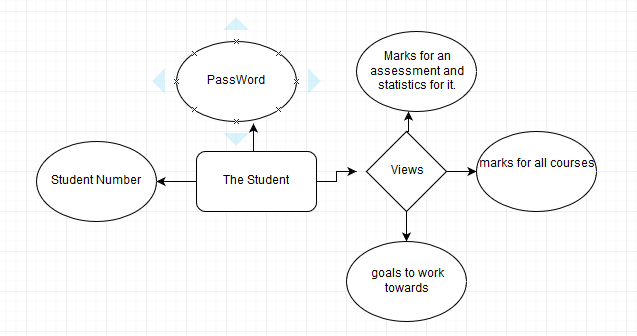 PassWord
Marks for an
assessment and
statistics for it.
Student Number
The Student
Views
marks for all courses
goals to work
towards